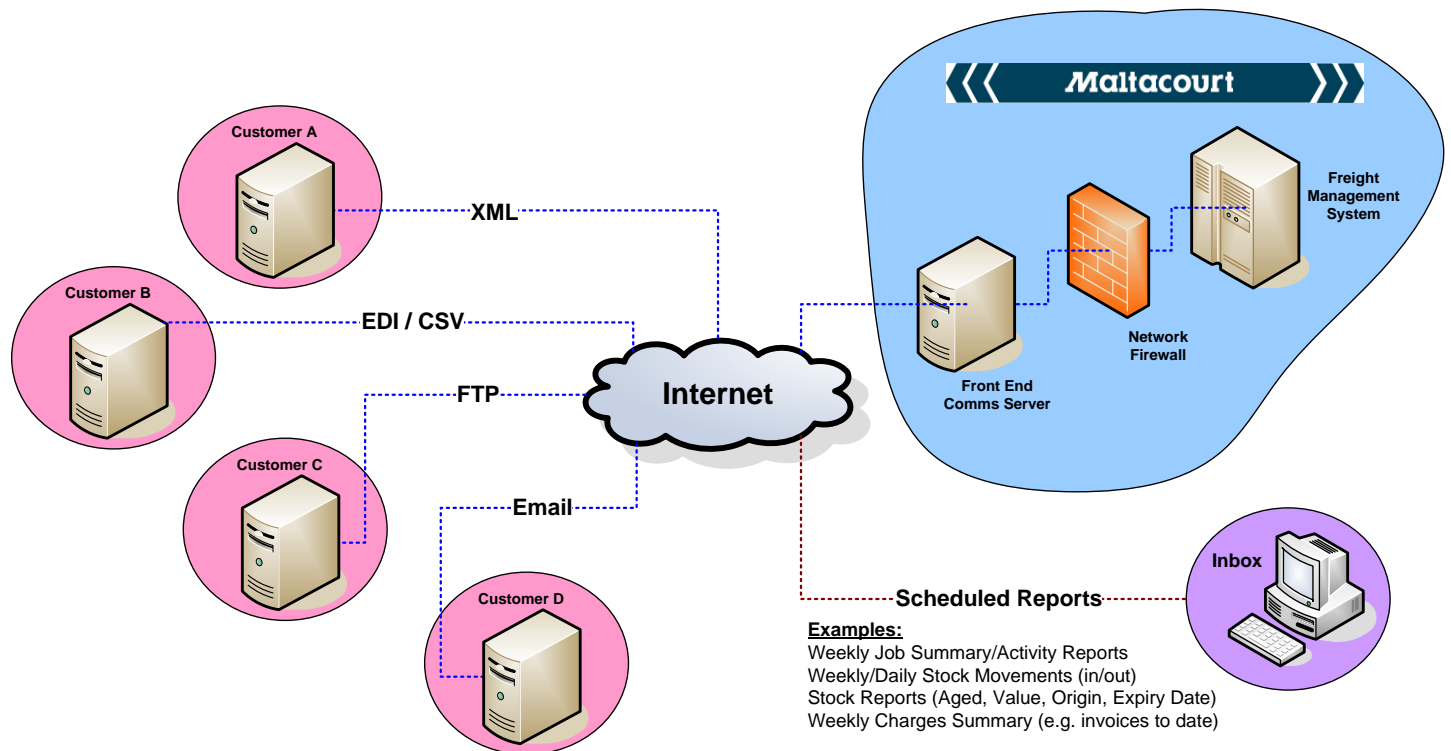 Maltacourt
Customer A
XML
Freight
Management
System
Customer B
EDI / CSV
Network
Firewall
Internet
FTP
Front End
Comms Server
Customer C
Email
Inbox
Customer D
Scheduled Reports
Examples:
Weekly Job Summary/Activity Reports
Weekly/Daily Stock Movements (in/out)
Stock Reports (Aged, Value, Origin, Expiry Date)
Weekly Charges Summary (e.g. invoices to date)